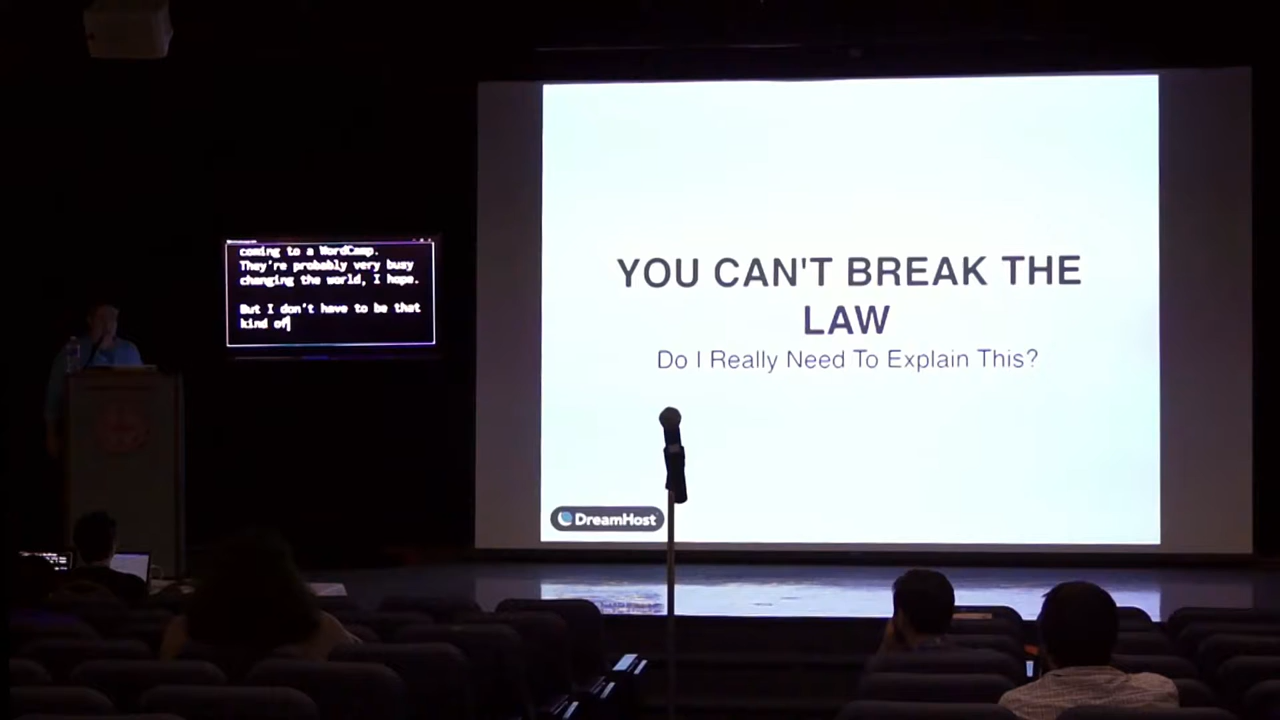 coming to a WordCamp.
They're probably very busy
changing the world, I hope.
But I don't have to be that
kind of
YOU CAN'T BREAK THE
LAW
Do I Really Need To Explain This?
DreamHost